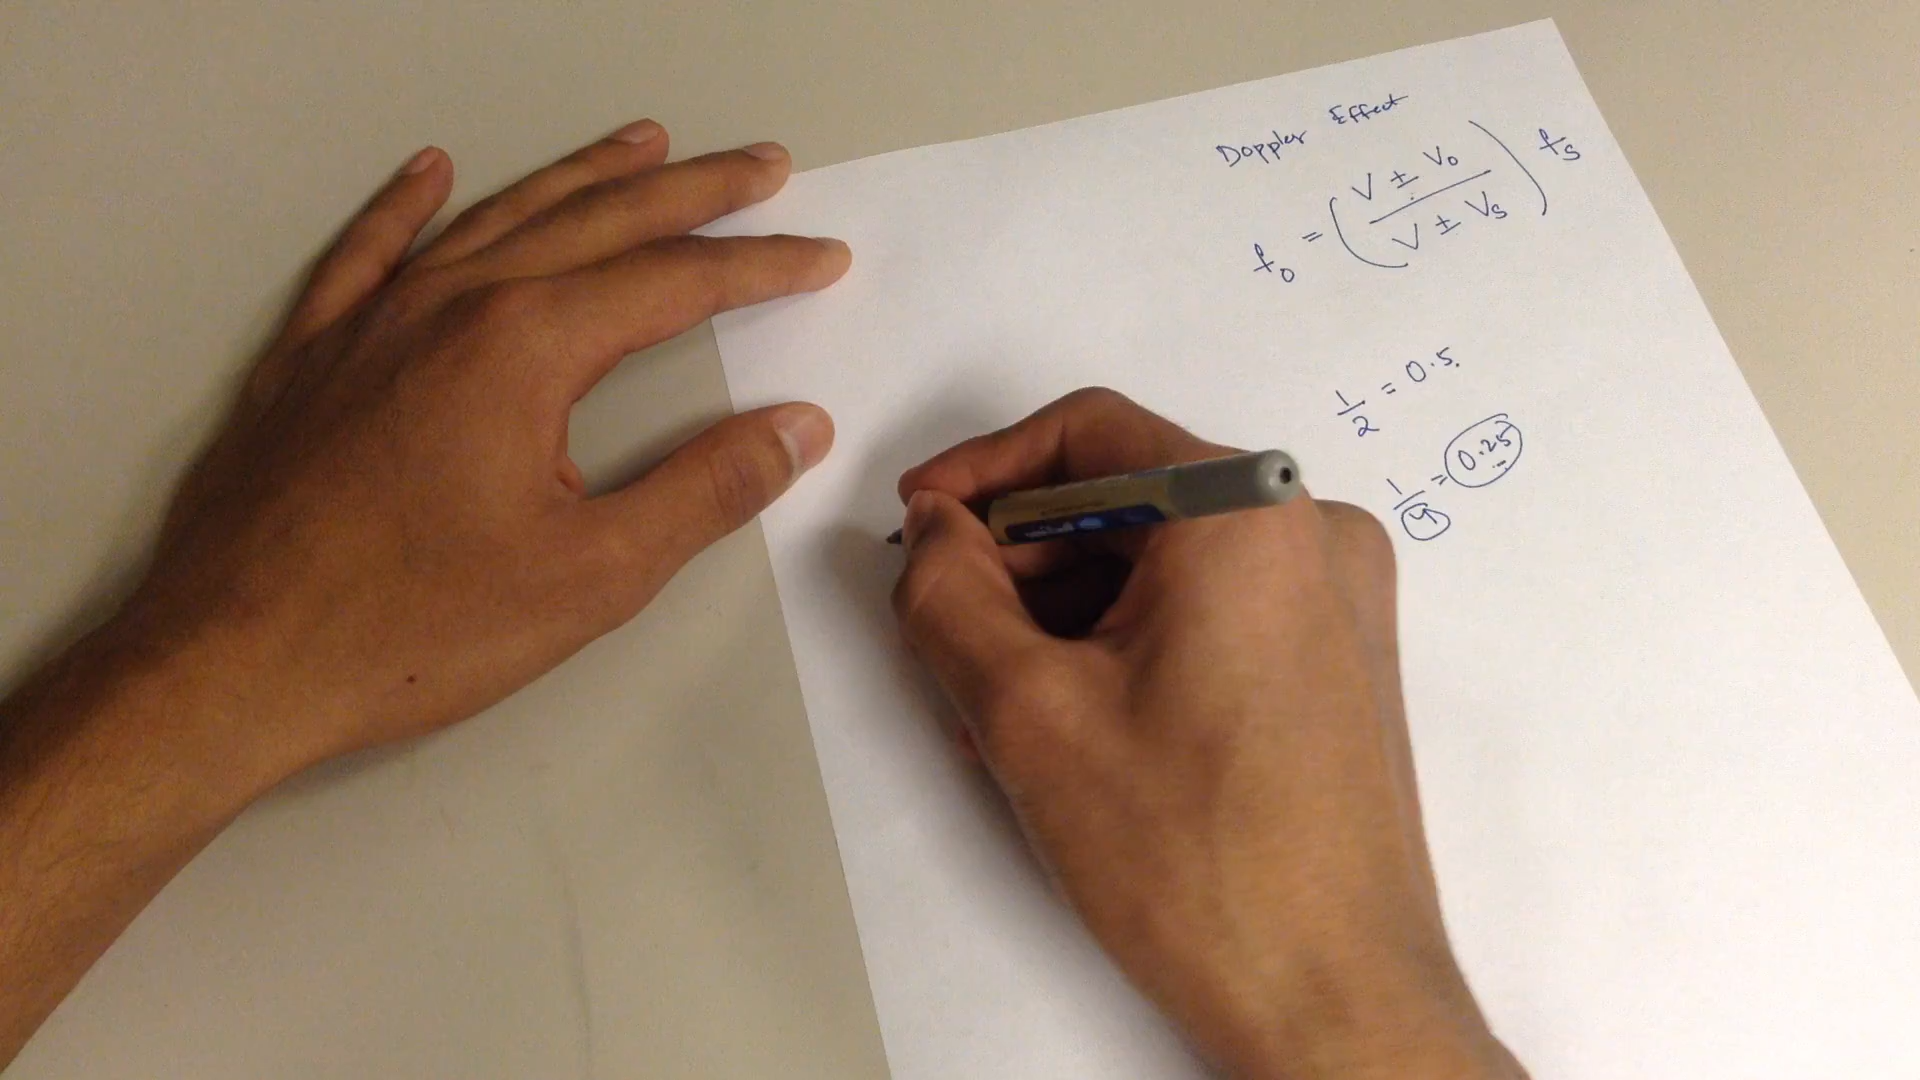 Doppler Effect
f₀ = (V ± V₀ / V ± Vₛ) fₛ
1/2 = 0.5.
1/4 = 0.25